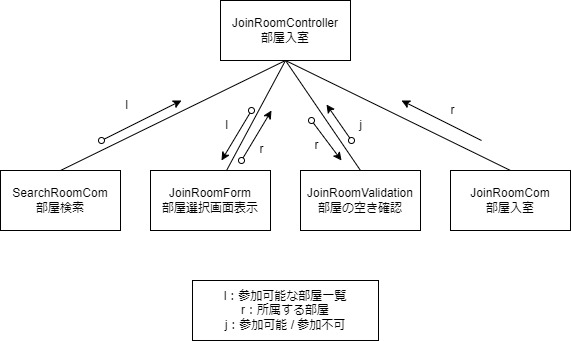 JoinRoomController
部屋入室
l
l
r
r
j
r
SearchRoomCom
部屋検索
JoinRoomForm
部屋選択画面表示
JoinRoomValidation
部屋の空き確認
JoinRoomCom
部屋入室
l：参加可能な部屋一覧
r：所属する部屋
j：参加可能 / 参加不可